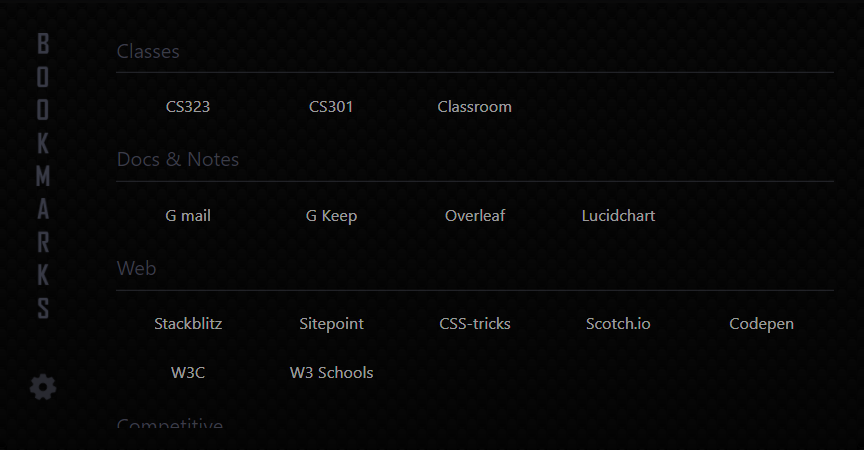 BOOKMARKS
Classes
CS323 CS301 Classroom
Docs & Notes
G mail G Keep Overleaf Lucidchart
Web
Stackblitz Sitepoint CSS-tricks Scotch.io Codepen
W3C W3 Schools
Competitive